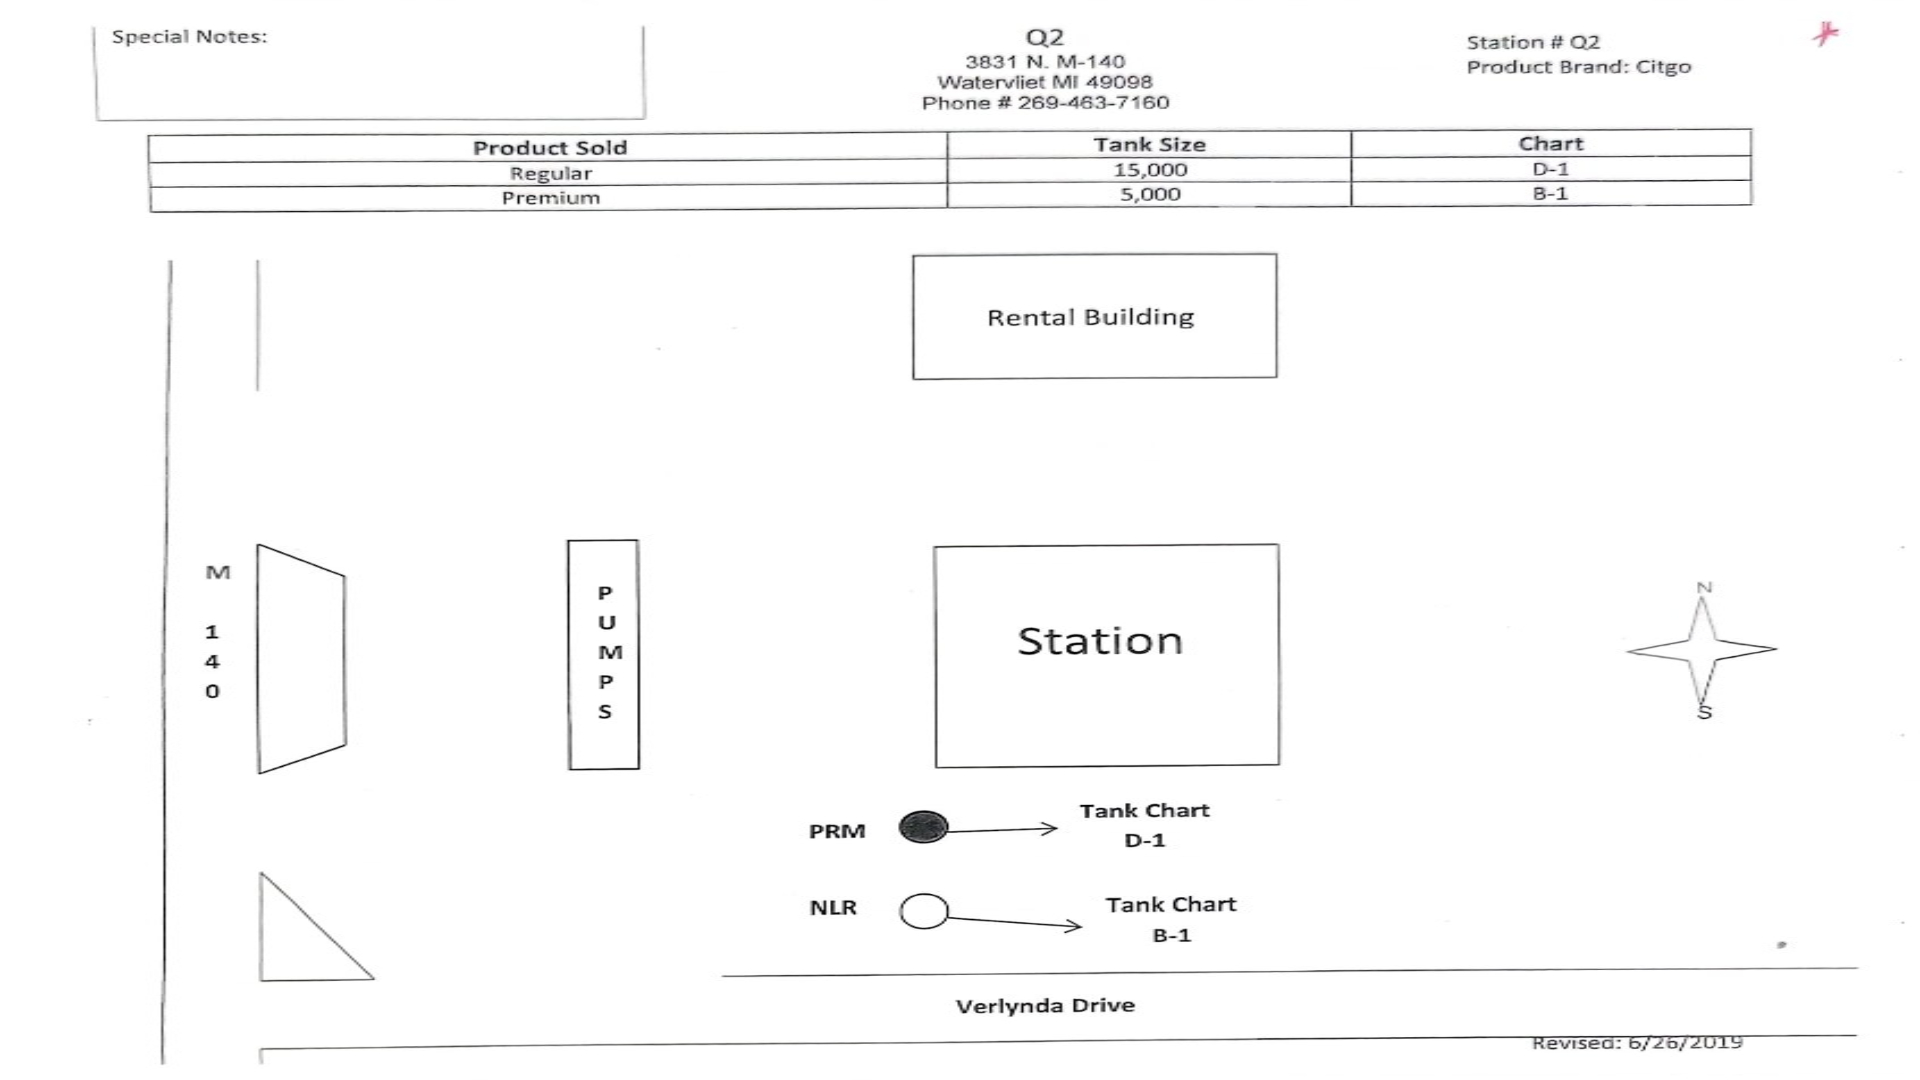 Special Notes:
Q2
3831 N. M-140
Watervliet MI 49098
Phone # 269-463-7160
Station # Q2
Product Brand: Citgo
Product Sold Tank Size Chart
Regular 15,000 D-1
Premium 5,000 B-1
Rental Building
M
1
4
0
P
U
M
P
S
Station
N
S
PRM
Tank Chart
D-1
NLR
Tank Chart
B-1
Verlynda Drive
Revised: 6/26/2019